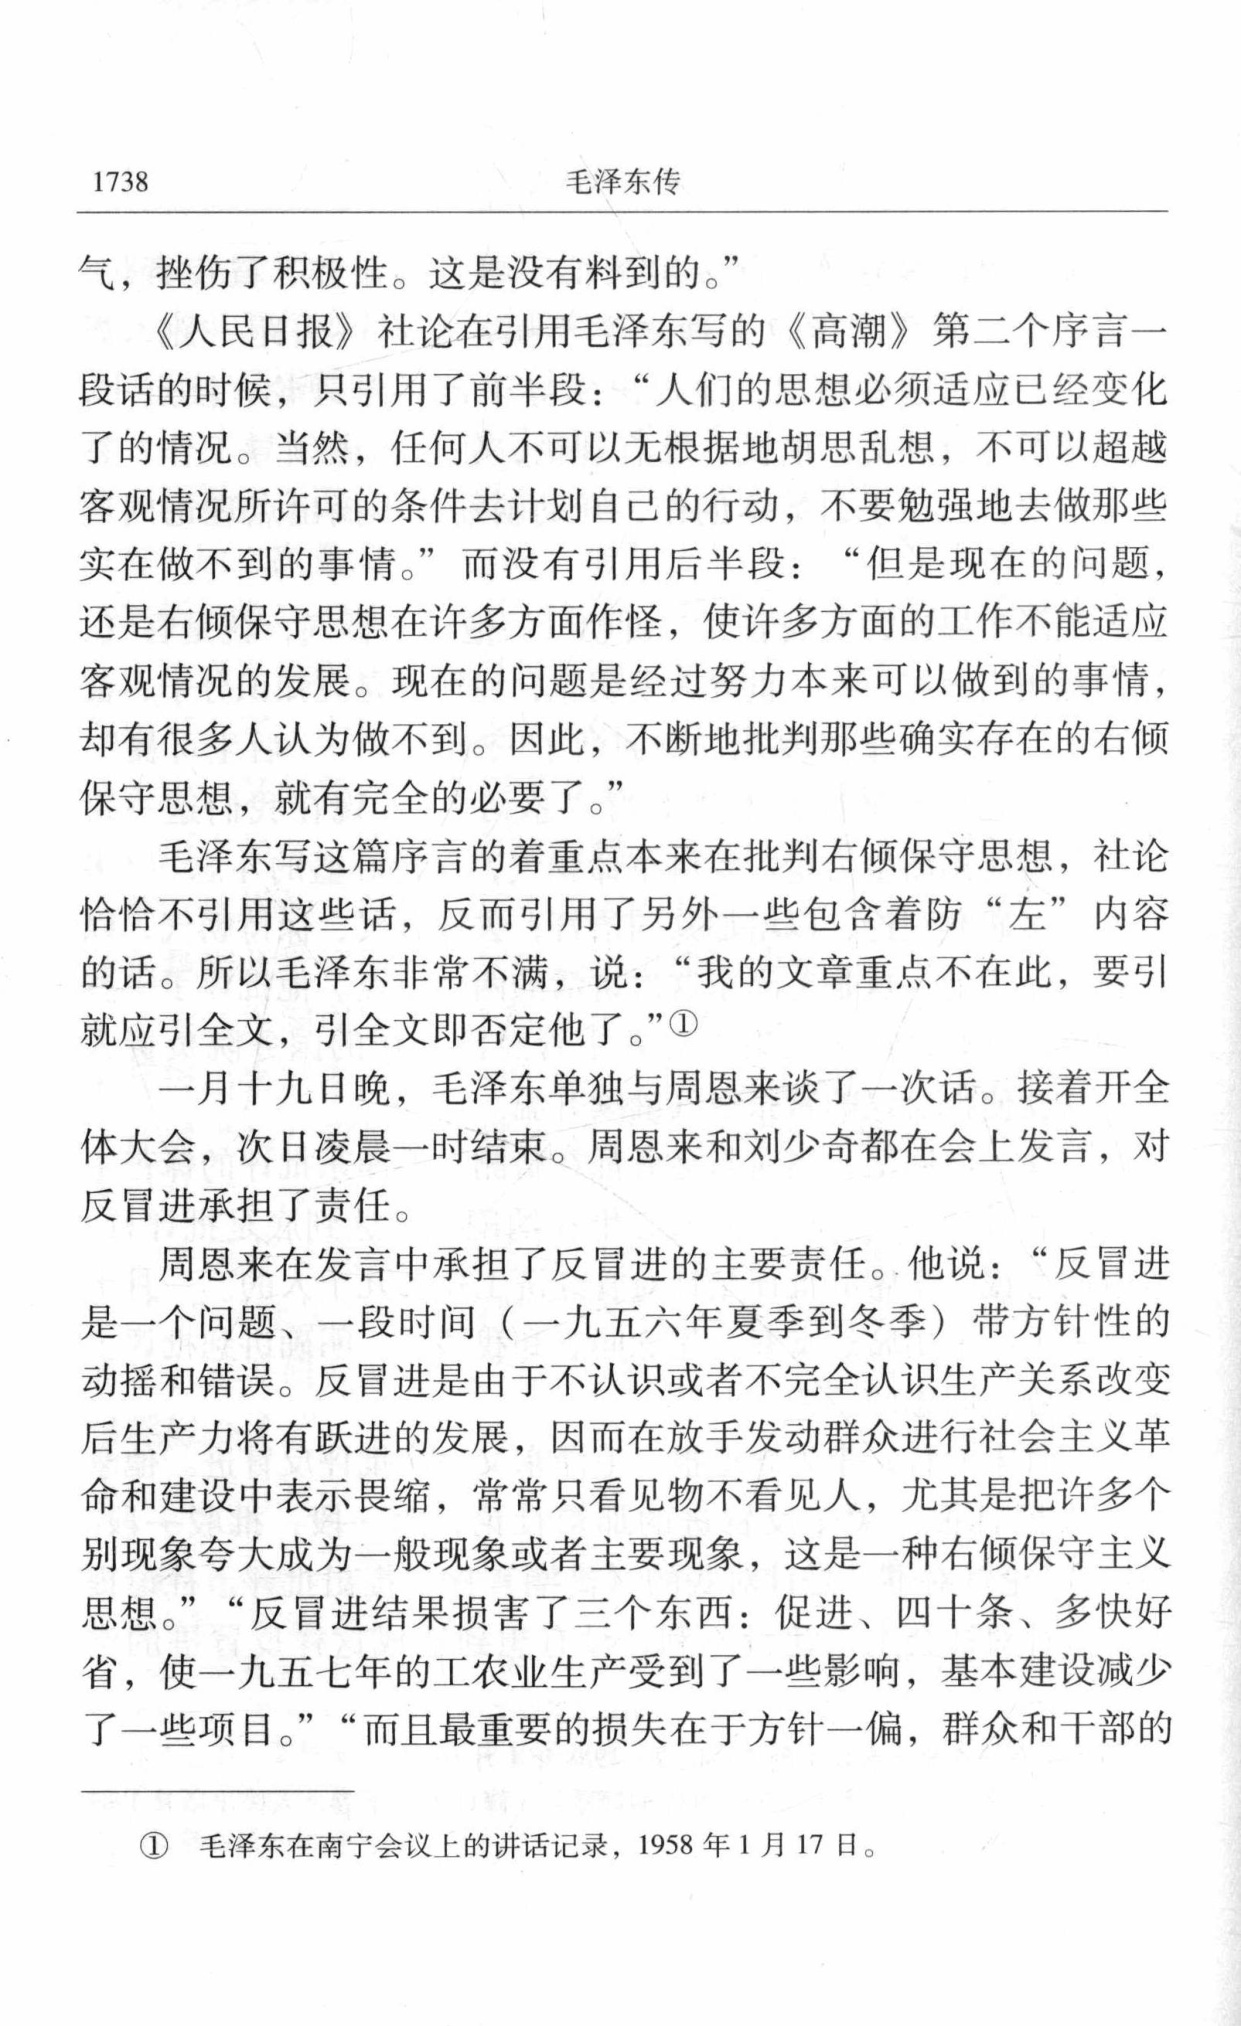 1738
毛泽东传
气，挫伤了积极性。这是没有料到的。”
《人民日报》社论在引用毛泽东写的《高潮》第二个序言一
段话的时候，只引用了前半段：“人们的思想必须适应已经变化
了的情况。当然，任何人不可以无根据地胡思乱想，不可以超越
客观情况所许可的条件去计划自己的行动，不要勉强地去做那些
实在做不到的事情。”而没有引用后半段：“但是现在的问题，
还是右倾保守思想在许多方面作怪，使许多方面的工作不能适应
客观情况的发展。现在的问题是经过努力本来可以做到的事情，
却有很多人认为做不到。因此，不断地批判那些确实存在的右倾
保守思想，就有完全的必要了。”
毛泽东写这篇序言的着重点本来在批判右倾保守思想，社论
恰恰不引用这些话，反而引用了另外一些包含着防“左”内容
的话。所以毛泽东非常不满，说：“我的文章重点不在此，要引
就应引全文，引全文即否定他了。”①
一月十九日晚，毛泽东单独与周恩来谈了一次话。接着开全
体大会，次日凌晨一时结束。周恩来和刘少奇都在会上发言，对
反冒进承担了责任。
周恩来在发言中承担了反冒进的主要责任。他说：“反冒进
是一个问题、一段时间（一九五六年夏季到冬季）带方针性的
动摇和错误。反冒进是由于不认识或者不完全认识生产关系改变
后生产力将有跃进的发展，因而在放手发动群众进行社会主义革
命和建设中表示畏缩，常常只看见物不看见人，尤其是把许多个
别现象夸大成为一般现象或者主要现象，这是一种右倾保守主义
思想。”“反冒进结果损害了三个东西：促进、四十条、多快好
省，使一九五七年的工农业生产受到了一些影响，基本建设减少
了一些项目。”“而且最重要的损失在于方针一偏，群众和干部的
① 毛泽东在南宁会议上的讲话记录，1958年1月17日。